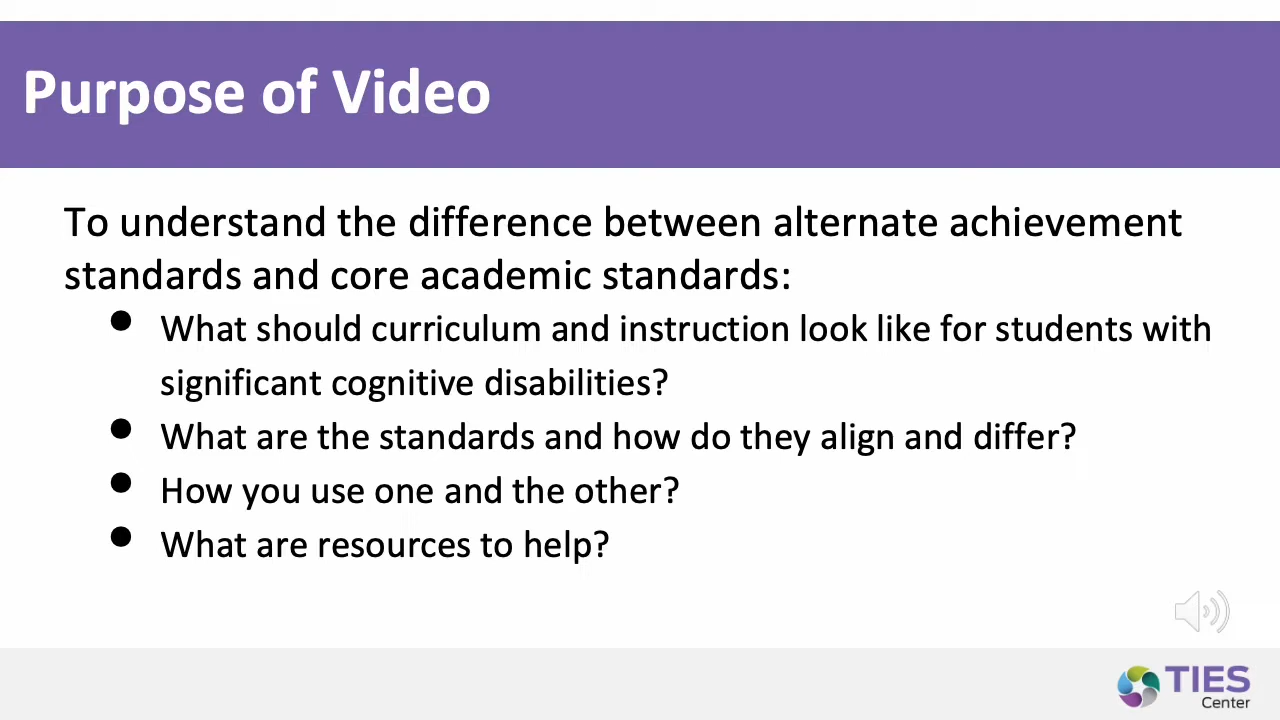 Purpose of Video
To understand the difference between alternate achievement
standards and core academic standards:
● What should curriculum and instruction look like for students with
significant cognitive disabilities?
● What are the standards and how do they align and differ?
● How you use one and the other?
● What are resources to help?
TIES
Center